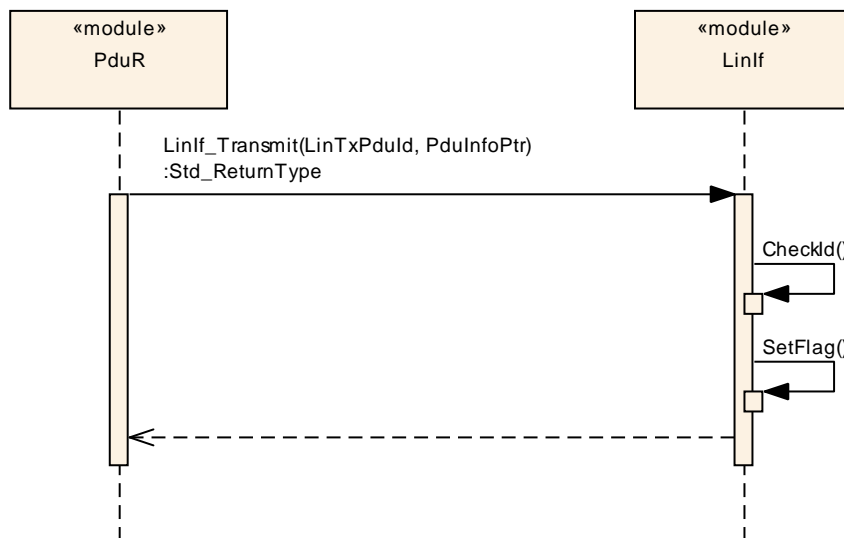 «module»
PduR
«module»
LinIf
LinIf_Transmit(LinTxPduId, PduInfoPtr)
:Std_ReturnType
CheckId()
SetFlag()